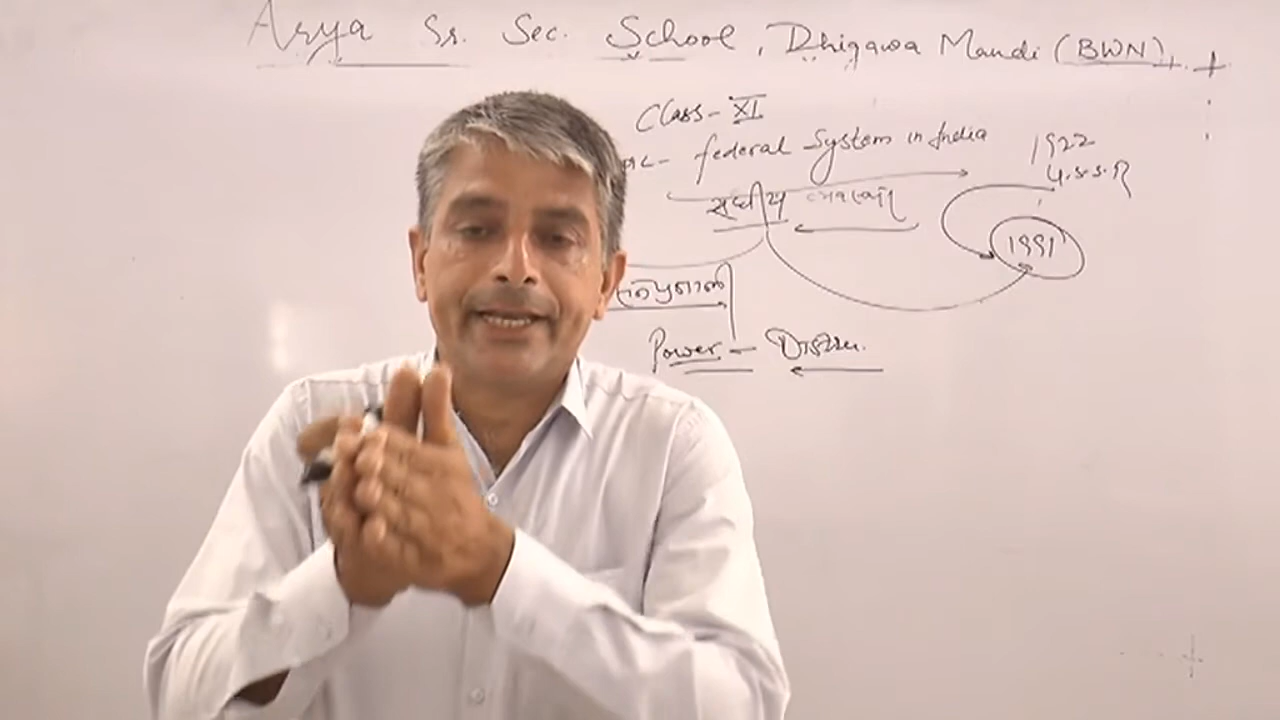 Arya Sr. Sec. School, Dhigawa Mandi (BWN)
Class - XI
federal System in India
1922
U.S.S.R
संघीय
1991
Power -